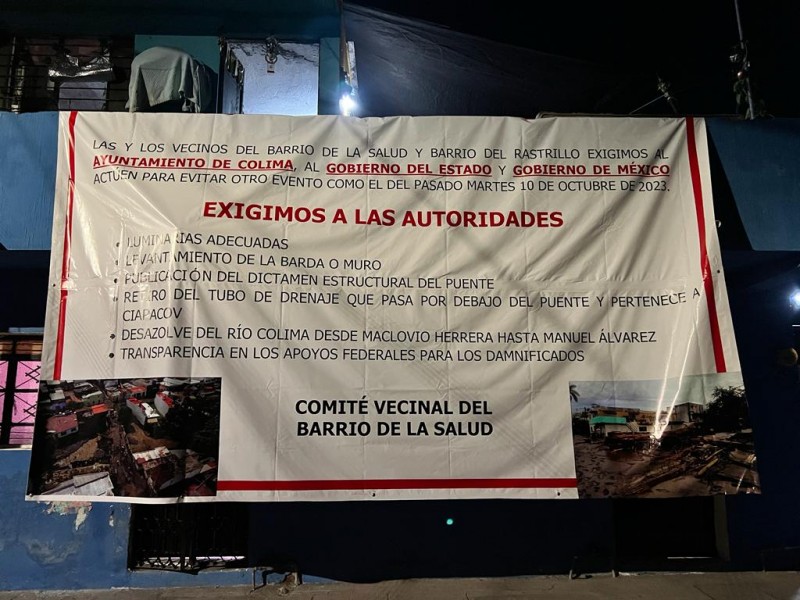 LAS Y LOS VECINOS DEL BARRIO DE LA SALUD Y BARRIO DEL RASTRILLO EXIGIMOS AL
AYUNTAMIENTO DE COLIMA, AL GOBIERNO DEL ESTADO Y GOBIERNO DE MÉXICO
ACTÚEN PARA EVITAR OTRO EVENTO COMO EL DEL PASADO MARTES 10 DE OCTUBRE DE 2023.
EXIGIMOS A LAS AUTORIDADES
• LUMINARIAS ADECUADAS
• LEVANTAMIENTO DE LA BARDA O MURO
• PUBLICACIÓN DEL DICTAMEN ESTRUCTURAL DEL PUENTE
• RETIRO DEL TUBO DE DRENAJE QUE PASA POR DEBAJO DEL PUENTE Y PERTENECE A
CIAPACOV
• DESAZOLVE DEL RÍO COLIMA DESDE MACLOVIO HERRERA HASTA MANUEL ÁLVAREZ
• TRANSPARENCIA EN LOS APOYOS FEDERALES PARA LOS DAMNIFICADOS
COMITÉ VECINAL DEL
BARRIO DE LA SALUD